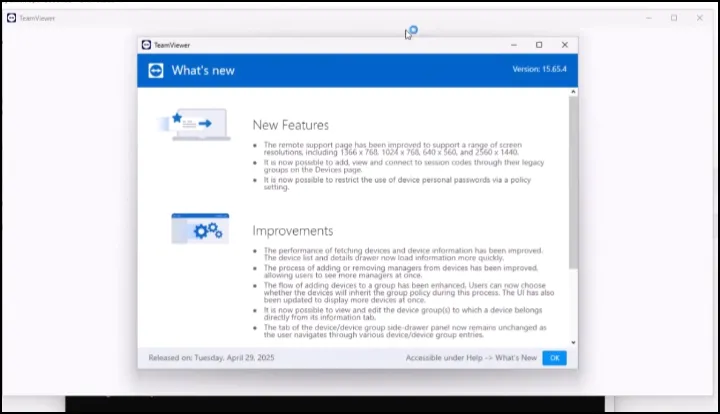 TeamViewer
TeamViewer
What's new
Version: 15.65.4
New Features
• The remote support page has been improved to support a range of screen
resolutions, including 1366 x 768, 1024 x 768, 640 x 560, and 2560 x 1440.
• It is now possible to add, view and connect to session codes through their legacy
groups on the Devices page.
• It is now possible to restrict the use of device personal passwords via a policy
setting.
Improvements
• The performance of fetching devices and device information has been improved.
The device list and details drawer now load information more quickly.
• The process of adding or removing managers from devices has been improved,
allowing users to see more managers at once.
• The flow of adding devices to a group has been enhanced. Users can now choose
whether the devices will inherit the group policy during this process. The UI has also
been updated to display more devices at once.
• It is now possible to view and edit the device group(s) to which a device belongs
directly from its information tab.
• The tab of the device/device group side-drawer panel now remains unchanged as
the user navigates through various device/device group entries.
Released on: Tuesday, April 29, 2025
Accessible under Help -> What's New
OK